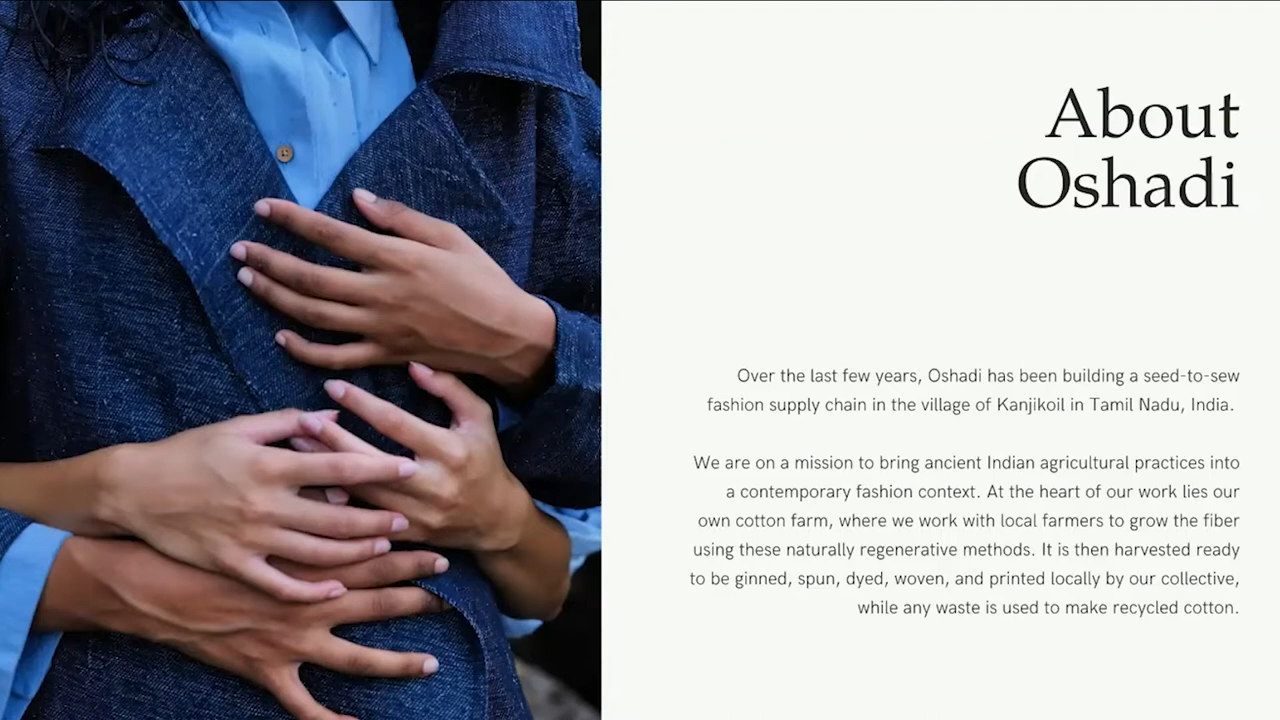 About
Oshadi
Over the last few years, Oshadi has been building a seed-to-sew
fashion supply chain in the village of Kanjikoil in Tamil Nadu, India.
We are on a mission to bring ancient Indian agricultural practices into
a contemporary fashion context. At the heart of our work lies our
own cotton farm, where we work with local farmers to grow the fiber
using these naturally regenerative methods. It is then harvested ready
to be ginned, spun, dyed, woven, and printed locally by our collective,
while any waste is used to make recycled cotton.